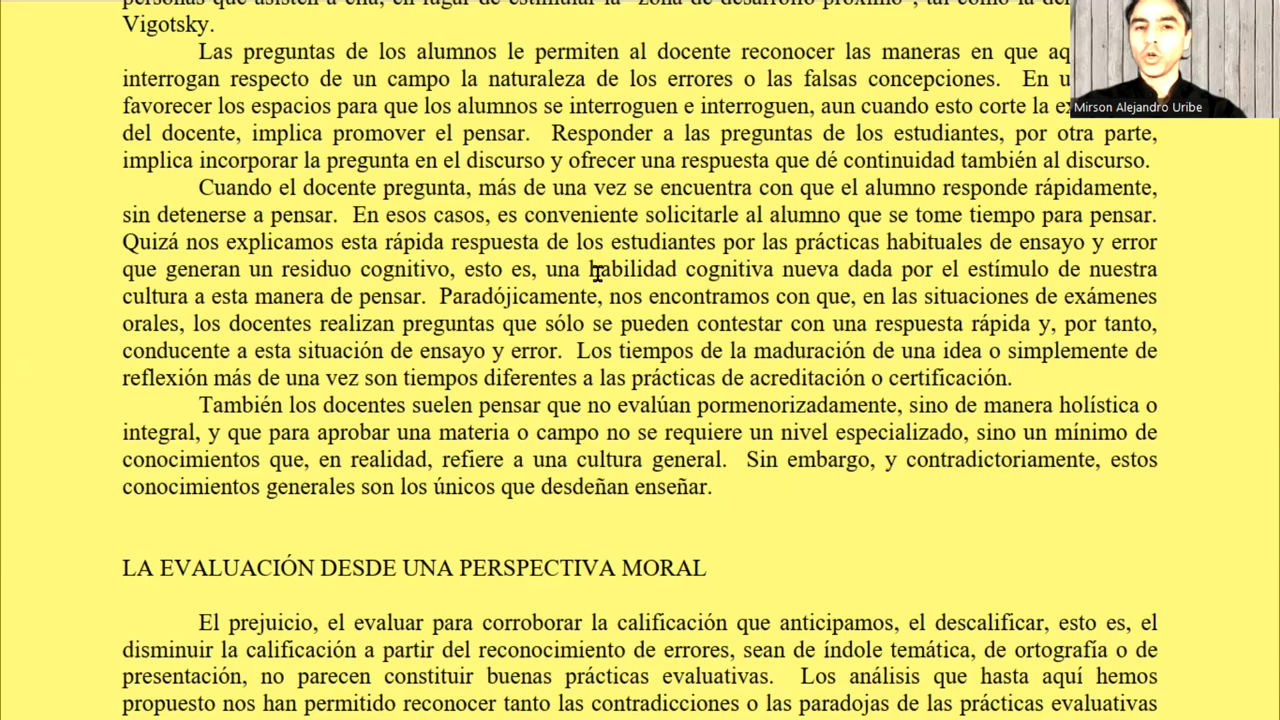 personas que asisten a ella, en lugar de estimular la "zona de desarrollo próximo", tal como la
Vigotsky.
Las preguntas de los alumnos le permiten al docente reconocer las maneras en que
interrogan respecto de un campo la naturaleza de los errores o las falsas concepciones. En
favorecer los espacios para que los alumnos se interroguen e interroguen, aun cuando esto corte la
del docente, implica promover el pensar. Responder a las preguntas de los estudiantes, por otra parte,
implica incorporar la pregunta en el discurso y ofrecer una respuesta que dé continuidad también al discurso.
Cuando el docente pregunta, más de una vez se encuentra con que el alumno responde rápidamente,
sin detenerse a pensar. En esos casos, es conveniente solicitarle al alumno que se tome tiempo para pensar.
Quizá nos explicamos esta rápida respuesta de los estudiantes por las prácticas habituales de ensayo y error
que generan un residuo cognitivo, esto es, una habilidad cognitiva nueva dada por el estímulo de nuestra
cultura a esta manera de pensar. Paradójicamente, nos encontramos con que, en las situaciones de exámenes
orales, los docentes realizan preguntas que sólo se pueden contestar con una respuesta rápida y, por tanto,
conducente a esta situación de ensayo y error. Los tiempos de la maduración de una idea o simplemente de
reflexión más de una vez son tiempos diferentes a las prácticas de acreditación o certificación.
También los docentes suelen pensar que no evalúan pormenorizadamente, sino de manera holística o
integral, y que para aprobar una materia o campo no se requiere un nivel especializado, sino un mínimo de
conocimientos que, en realidad, refiere a una cultura general. Sin embargo, y contradictoriamente, estos
conocimientos generales son los únicos que desdeñan enseñar.
LA EVALUACIÓN DESDE UNA PERSPECTIVA MORAL
El prejuicio, el evaluar para corroborar la calificación que anticipamos, el descalificar, esto es, el
disminuir la calificación a partir del reconocimiento de errores, sean de índole temática, de ortografía o de
presentación, no parecen constituir buenas prácticas evaluativas. Los análisis que hasta aquí hemos
propuesto nos han permitido reconocer tanto las contradicciones o las paradojas de las prácticas evaluativas
Mirson Alejandro Uribe